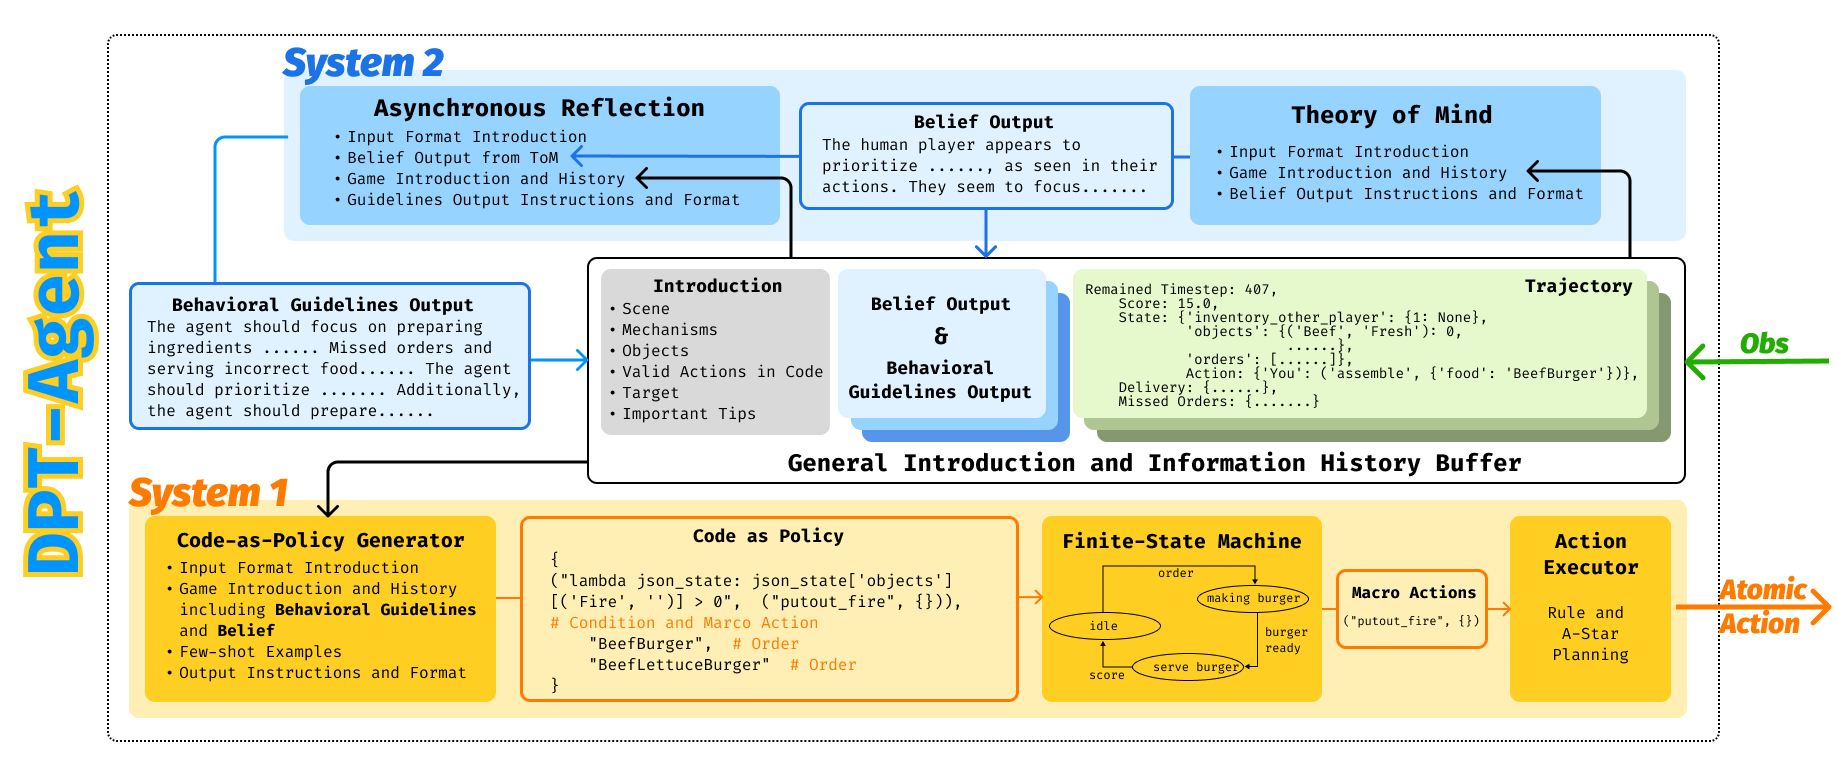 DPT-Agent
System 2
Asynchronous Reflection
• Input Format Introduction
• Belief Output from ToM
• Game Introduction and History
• Guidelines Output Instructions and Format
Belief Output
The human player appears to
prioritize ......, as seen in their
actions. They seem to focus.......
Theory of Mind
• Input Format Introduction
• Game Introduction and History
• Belief Output Instructions and Format
Behavioral Guidelines Output
The agent should focus on preparing
ingredients ...... Missed orders and
serving incorrect food...... The agent
should prioritize ....... Additionally,
the agent should prepare......
Introduction
• Scene
• Mechanisms
• Objects
• Valid Actions in Code
• Target
• Important Tips
Belief Output
&
Behavioral
Guidelines Output
Trajectory
Remained Timestep: 407,
Score: 15.0,
State: {'inventory_other_player': {1: None},
'objects': {('Beef', 'Fresh'): 0,
......},
'orders': [......]},
Action: {'You': ('assemble', {'food': 'BeefBurger'})},
Delivery: {......},
Missed Orders: {.......}
General Introduction and Information History Buffer
Obs
System 1
Code-as-Policy Generator
• Input Format Introduction
• Game Introduction and History
including Behavioral Guidelines
and Belief
• Few-shot Examples
• Output Instructions and Format
Code as Policy
{
("lambda json_state: json_state['objects']
[('Fire', '')] > 0",  ("putout_fire", {})),
# Condition and Marco Action
"BeefBurger",  # Order
"BeefLettuceBurger"  # Order
}
Finite-State Machine
order
making burger
idle
burger
ready
serve burger
score
Macro Actions
("putout_fire", {})
Action
Executor
Rule and
A-Star
Planning
Atomic
Action